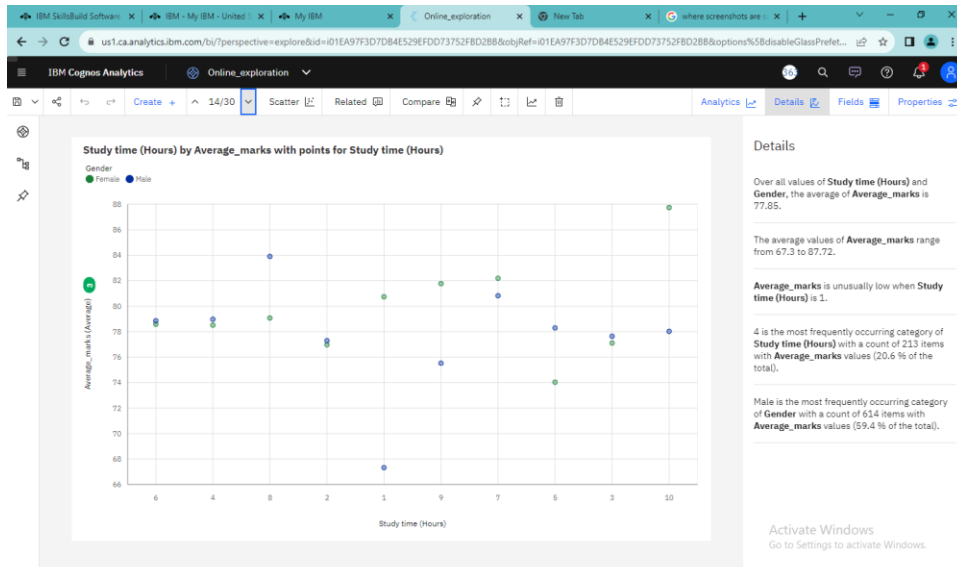 IBM SkillsBuild Software
IBM - My IBM - United S
My IBM
Online_exploration
New Tab
where screenshots are s
us1.ca.analytics.ibm.com/bi/?perspective=explore&id=i01EA97F3D7DB4E529EFDD73752FBD2BB&objRef=i01EA97F3D7DB4E529EFDD73752FBD2BB&options%5BdisableGlassPrefet...
IBM Cognos Analytics
Online_exploration
Create +
14/30
Scatter
Related
Compare
Analytics
Details
Fields
Properties
Study time (Hours) by Average_marks with points for Study time (Hours)
Gender
Female Male
88
86
84
82
80
78
76
74
72
70
68
66
Average_marks (Average)
6 4 8 2 1 9 7 5 3 10
Study time (Hours)
Details
Over all values of Study time (Hours) and
Gender, the average of Average_marks is
77.85.
The average values of Average_marks range
from 67.3 to 87.72.
Average_marks is unusually low when Study
time (Hours) is 1.
4 is the most frequently occurring category of
Study time (Hours) with a count of 213 items
with Average_marks values (20.6 % of the
total).
Male is the most frequently occurring category
of Gender with a count of 614 items with
Average_marks values (59.4 % of the total).
Activate Windows
Go to Settings to activate Windows.